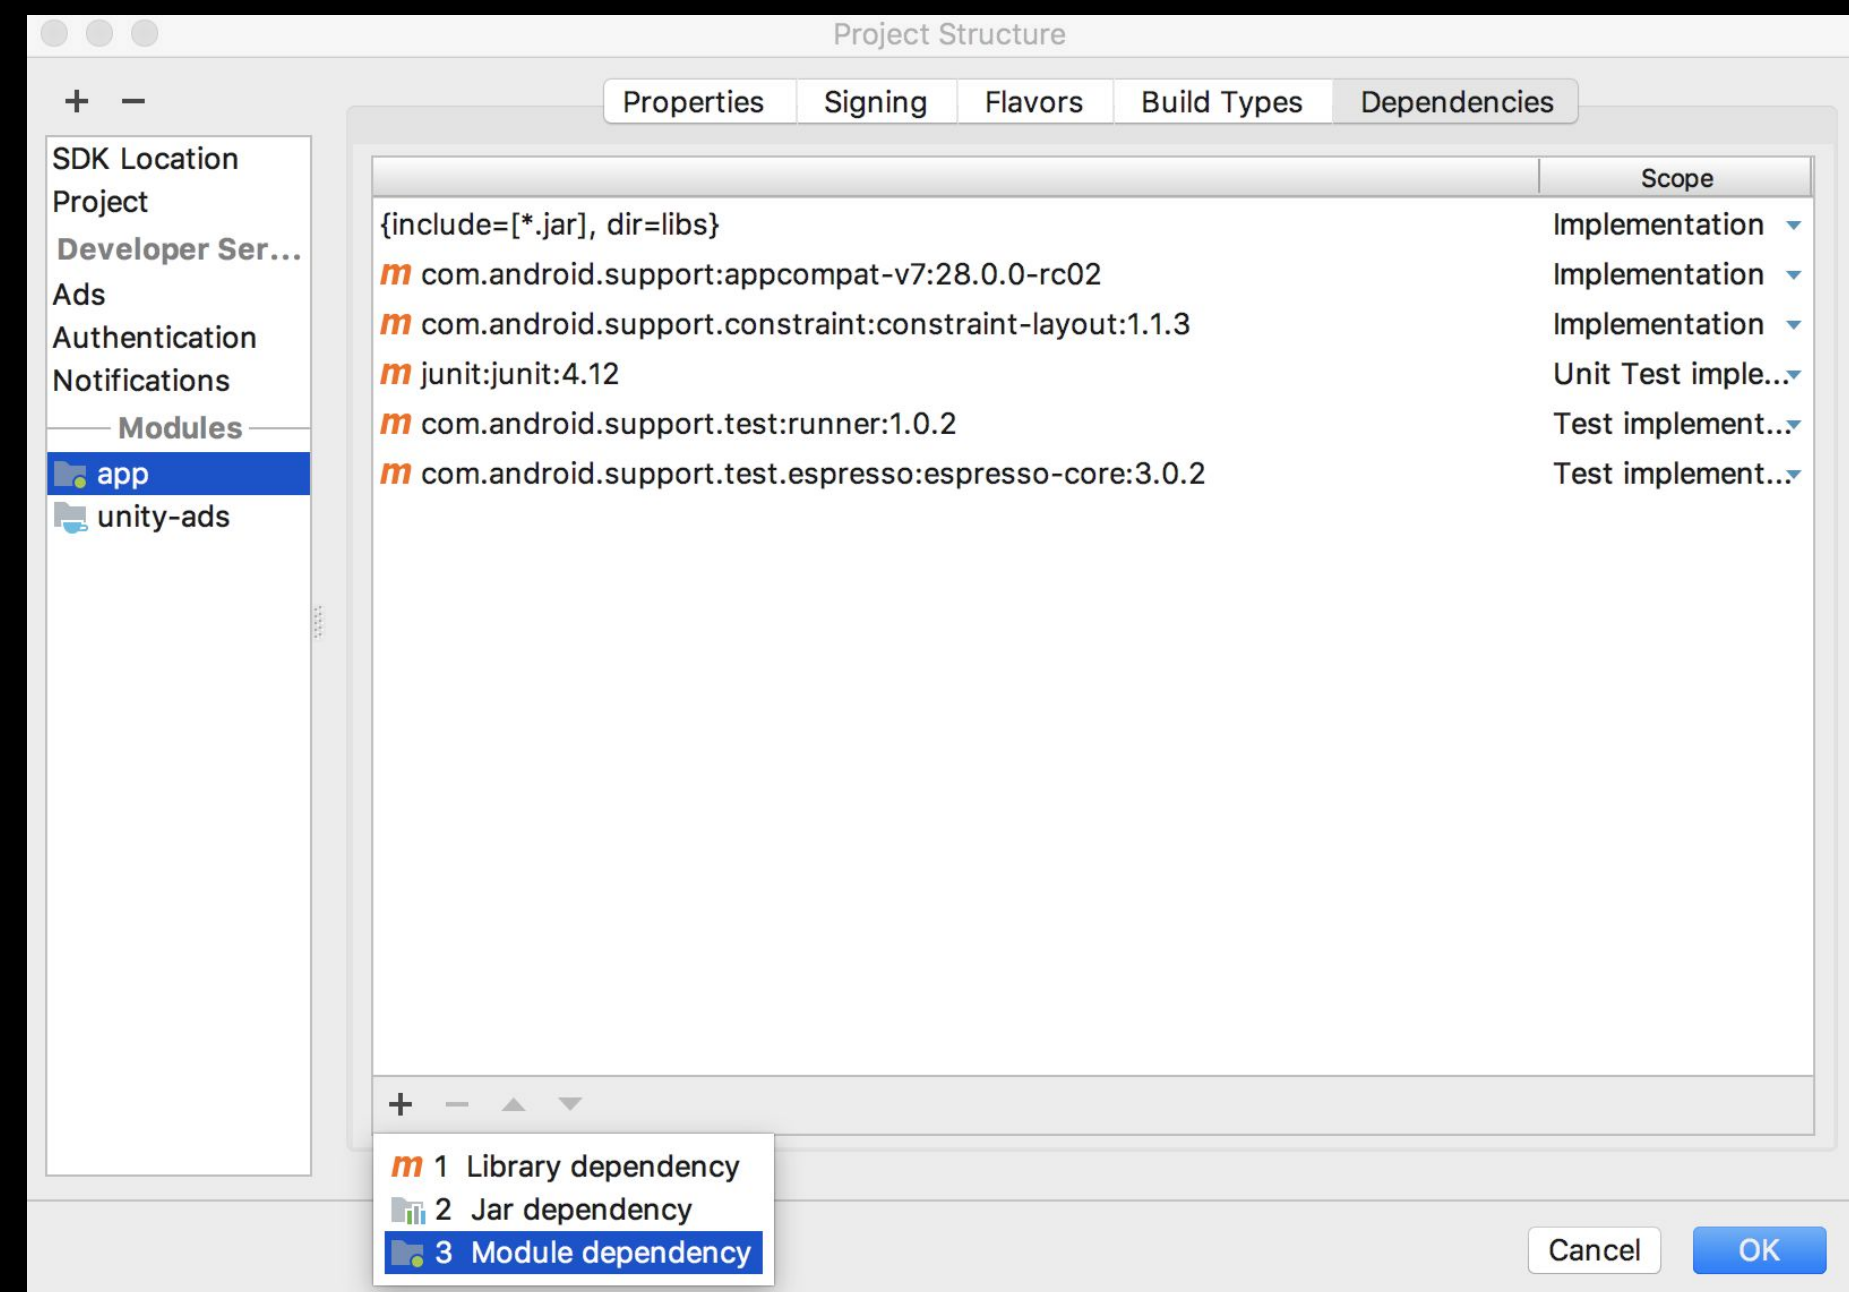 Project Structure
Properties Signing Flavors Build Types Dependencies
SDK Location
Project
Developer Ser...
Ads
Authentication
Notifications
Modules
app
unity-ads
Scope
{include=[*.jar], dir=libs} Implementation
m com.android.support:appcompat-v7:28.0.0-rc02 Implementation
m com.android.support.constraint:constraint-layout:1.1.3 Implementation
m junit:junit:4.12 Unit Test imple...
m com.android.support.test:runner:1.0.2 Test implement...
m com.android.support.test.espresso:espresso-core:3.0.2 Test implement...
m 1 Library dependency
2 Jar dependency
3 Module dependency
Cancel OK